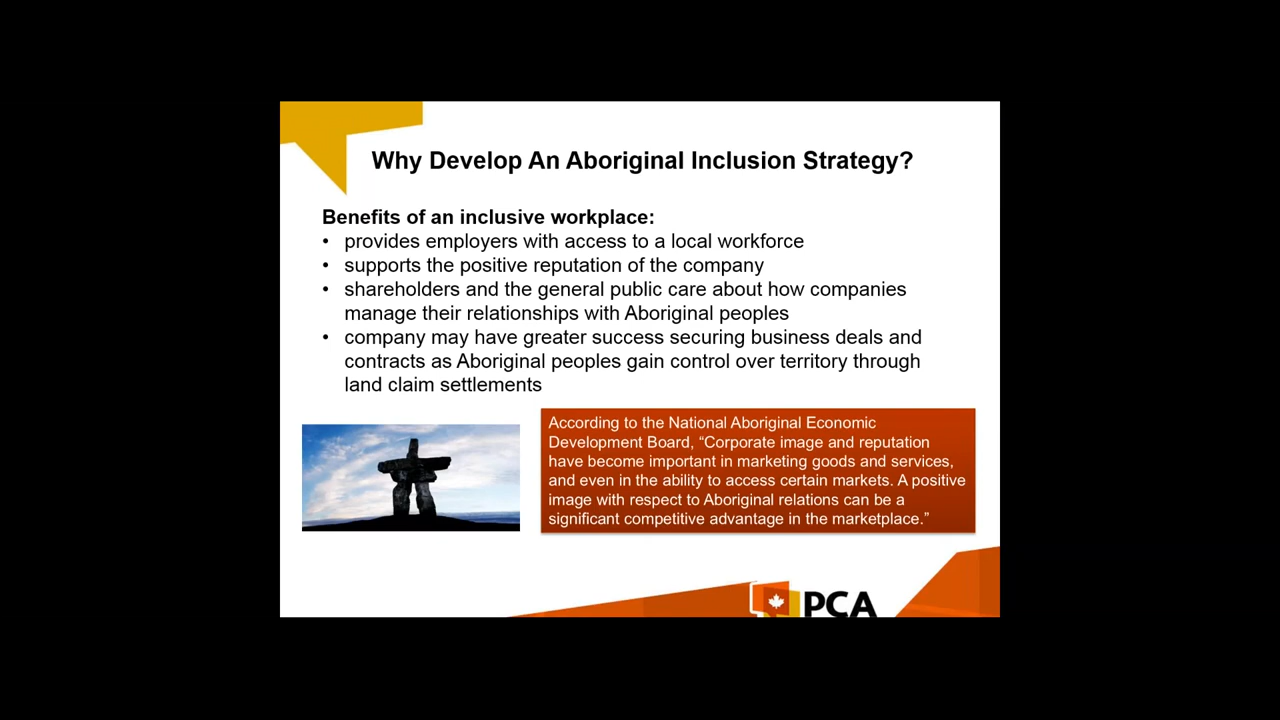 Why Develop An Aboriginal Inclusion Strategy?
Benefits of an inclusive workplace:
• provides employers with access to a local workforce
• supports the positive reputation of the company
• shareholders and the general public care about how companies
manage their relationships with Aboriginal peoples
• company may have greater success securing business deals and
contracts as Aboriginal peoples gain control over territory through
land claim settlements
According to the National Aboriginal Economic
Development Board, “Corporate image and reputation
have become important in marketing goods and services,
and even in the ability to access certain markets. A positive
image with respect to Aboriginal relations can be a
significant competitive advantage in the marketplace.”
PCA